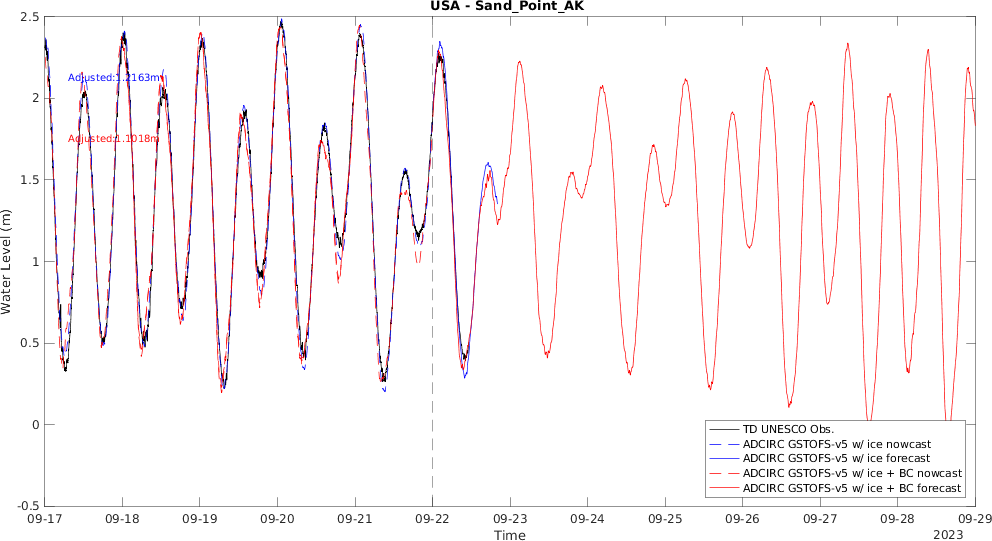 USA - Sand_Point_AK
2.5
2
1.5
1
0.5
0
-0.5
Water Level (m)
Adjusted:1.2163m
Adjusted:1.1018m
TD UNESCO Obs.
ADCIRC GSTOFS-v5 w/ ice nowcast
ADCIRC GSTOFS-v5 w/ ice forecast
ADCIRC GSTOFS-v5 w/ ice + BC nowcast
ADCIRC GSTOFS-v5 w/ ice + BC forecast
09-17 09-18 09-19 09-20 09-21 09-22 09-23 09-24 09-25 09-26 09-27 09-28 09-29
Time
2023